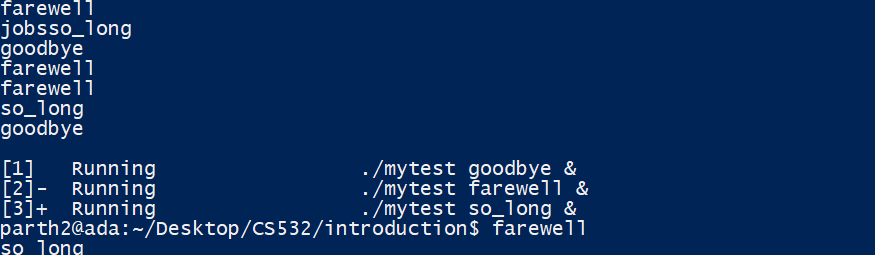 farewell
jobsso_long
goodbye
farewell
farewell
so_long
goodbye
[1]   Running                 ./mytest goodbye &
[2]-  Running                 ./mytest farewell &
[3]+  Running                 ./mytest so_long &
parth2@ada:~/Desktop/CS532/introduction$ farewell
so_long